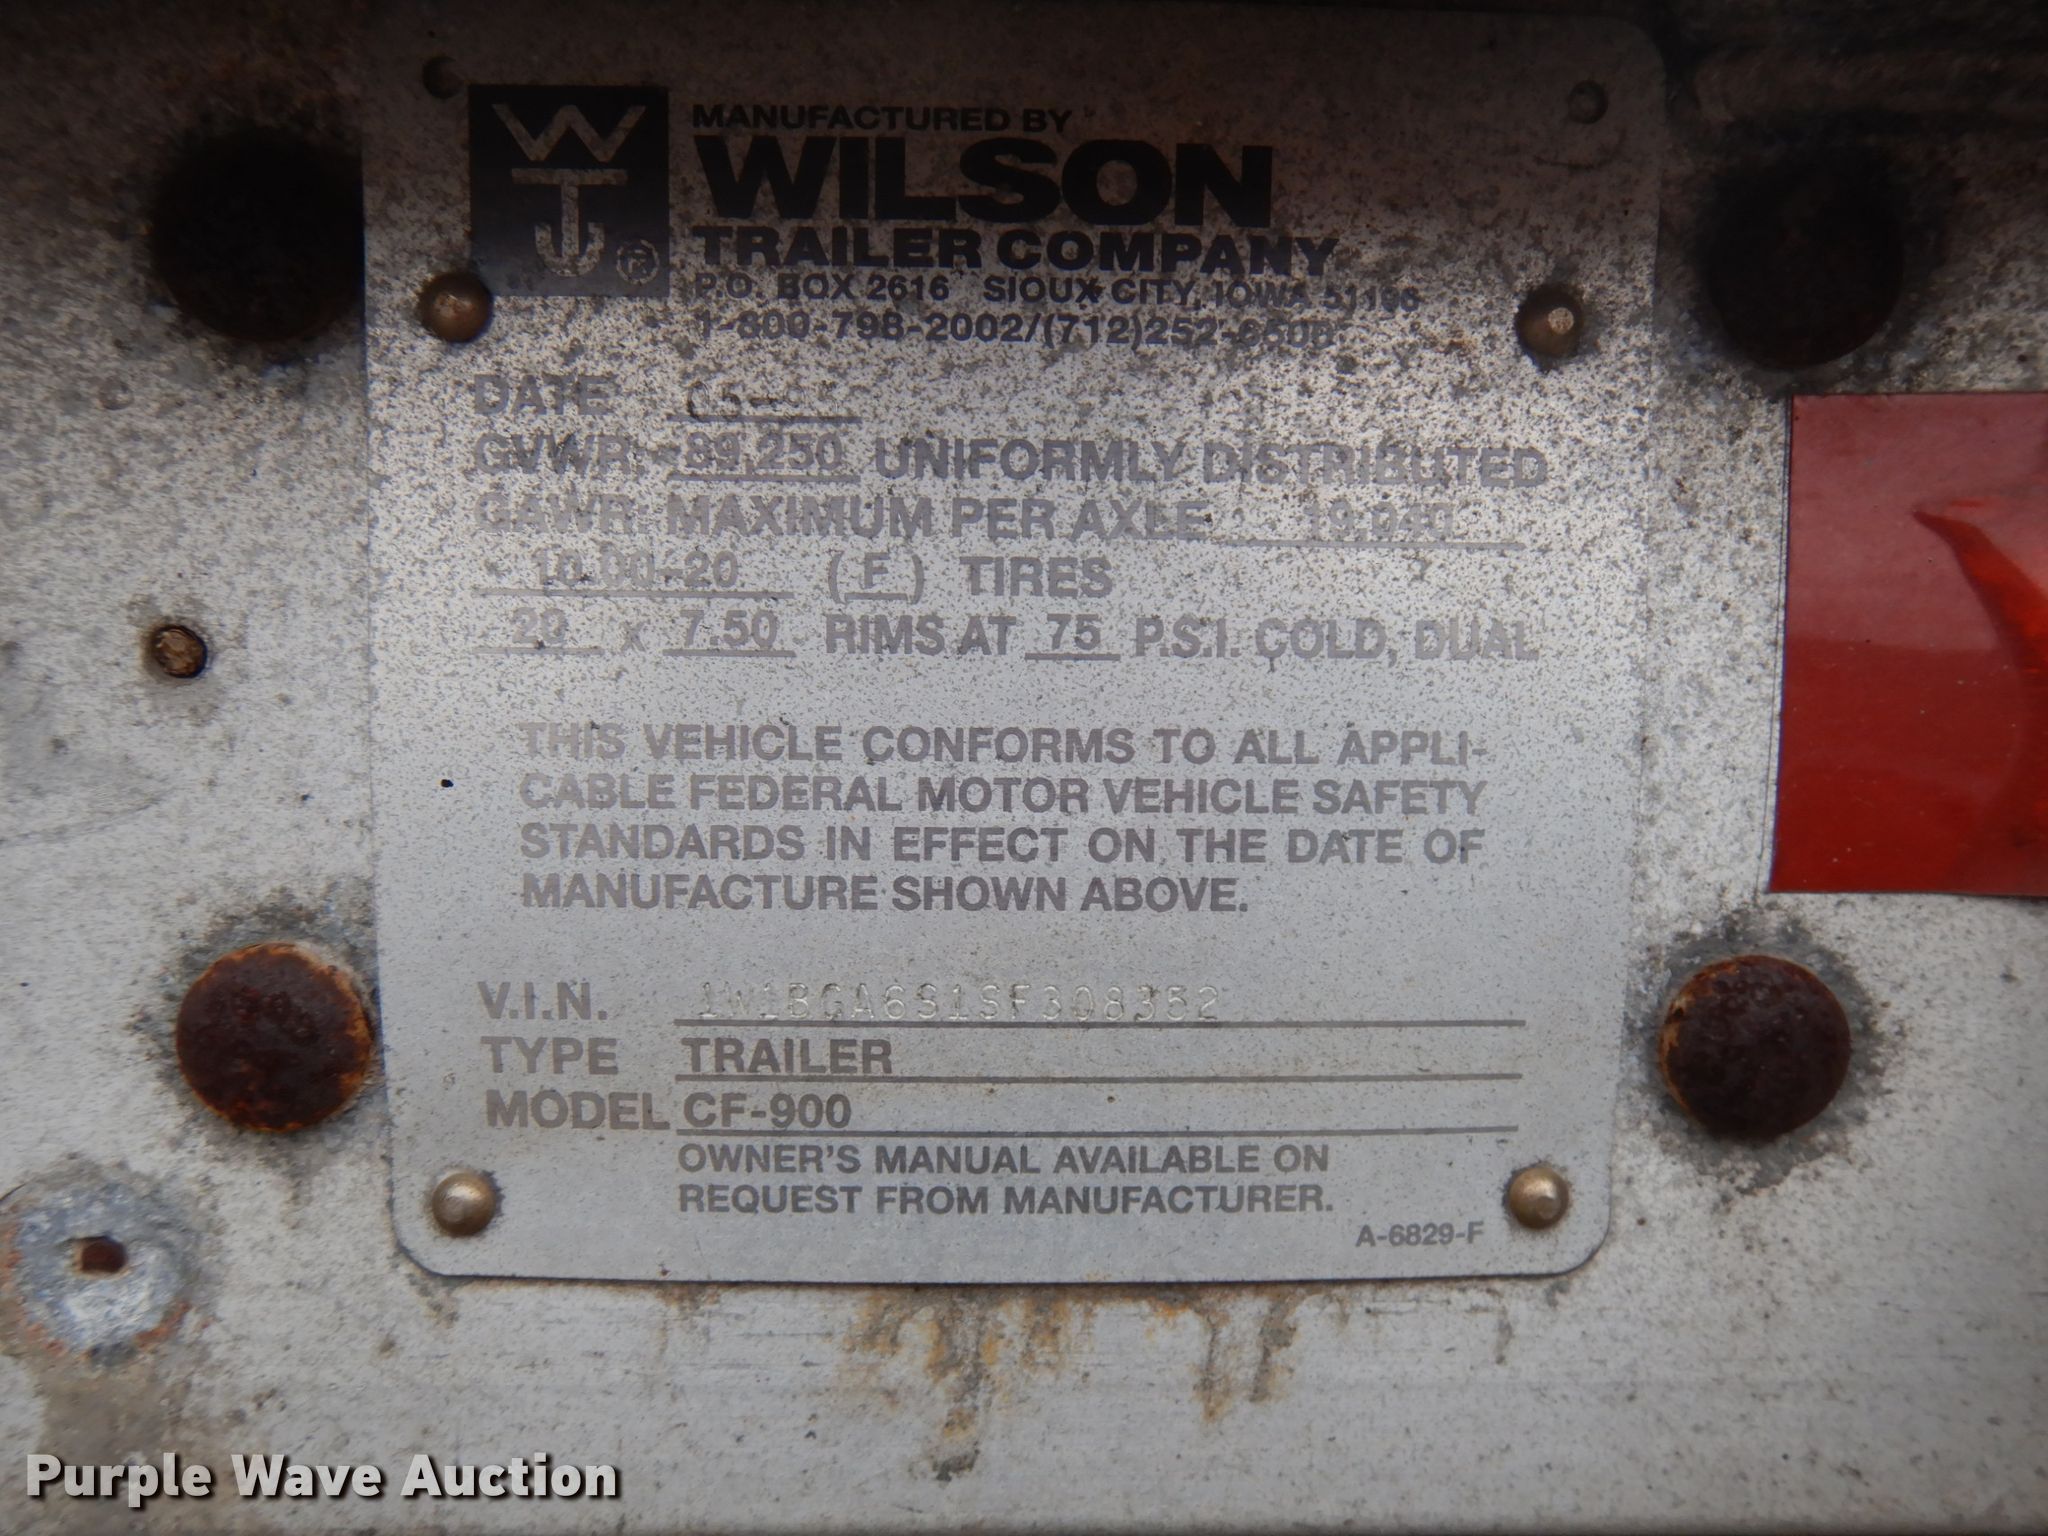 WTJ®
MANUFACTURED BY
WILSON
TRAILER COMPANY
P.O. BOX 2616 SIOUX CITY, IOWA 51106
1-800-798-2002/(712)252-6500
DATE 05-95
GVWR: 89,250 UNIFORMLY DISTRIBUTED
GAWR: MAXIMUM PER AXLE 19,040
10.00-20 (F) TIRES
20 X 7.50 RIMS AT 75 P.S.I. COLD, DUAL
THIS VEHICLE CONFORMS TO ALL APPLI-
CABLE FEDERAL MOTOR VEHICLE SAFETY
STANDARDS IN EFFECT ON THE DATE OF
MANUFACTURE SHOWN ABOVE.
V.I.N. 1W1BGA6S1SF308352
TYPE TRAILER
MODEL CF-900
OWNER'S MANUAL AVAILABLE ON
REQUEST FROM MANUFACTURER.
A-6829-F
Purple Wave Auction